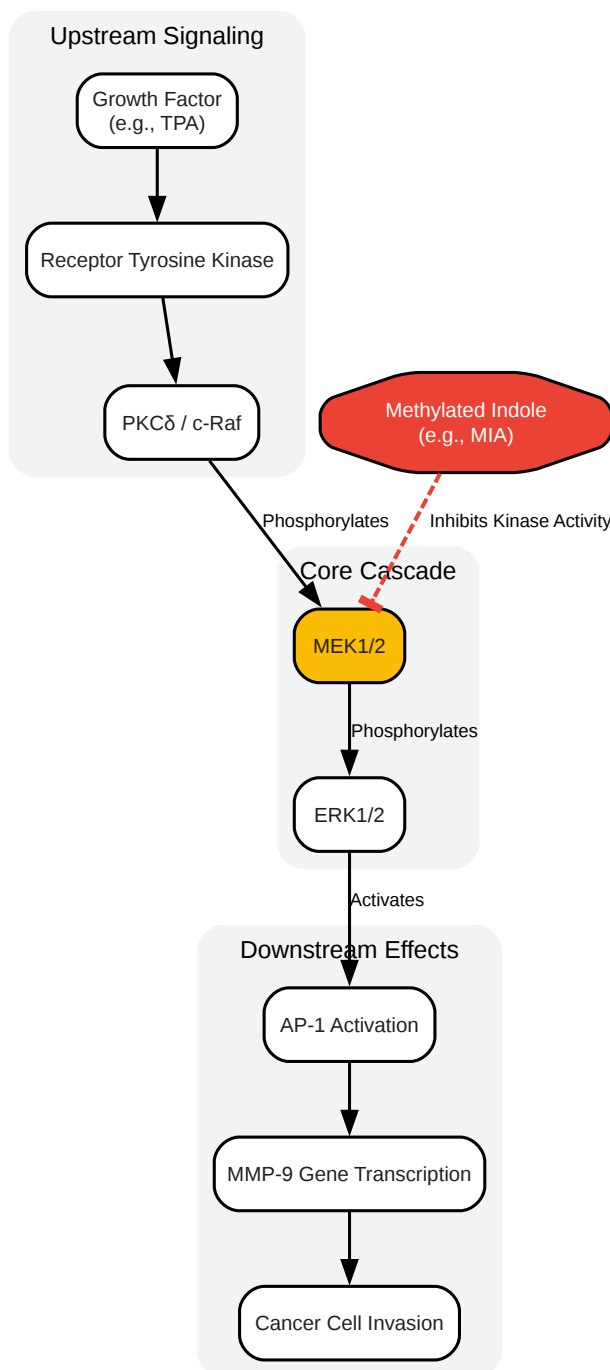 Upstream Signaling
Growth Factor
(e.g., TPA)
Receptor Tyrosine Kinase
PKCδ / c-Raf
Methylated Indole
(e.g., MIA)
Phosphorylates
Inhibits Kinase Activity
Core Cascade
MEK1/2
Phosphorylates
ERK1/2
Activates
Downstream Effects
AP-1 Activation
MMP-9 Gene Transcription
Cancer Cell Invasion